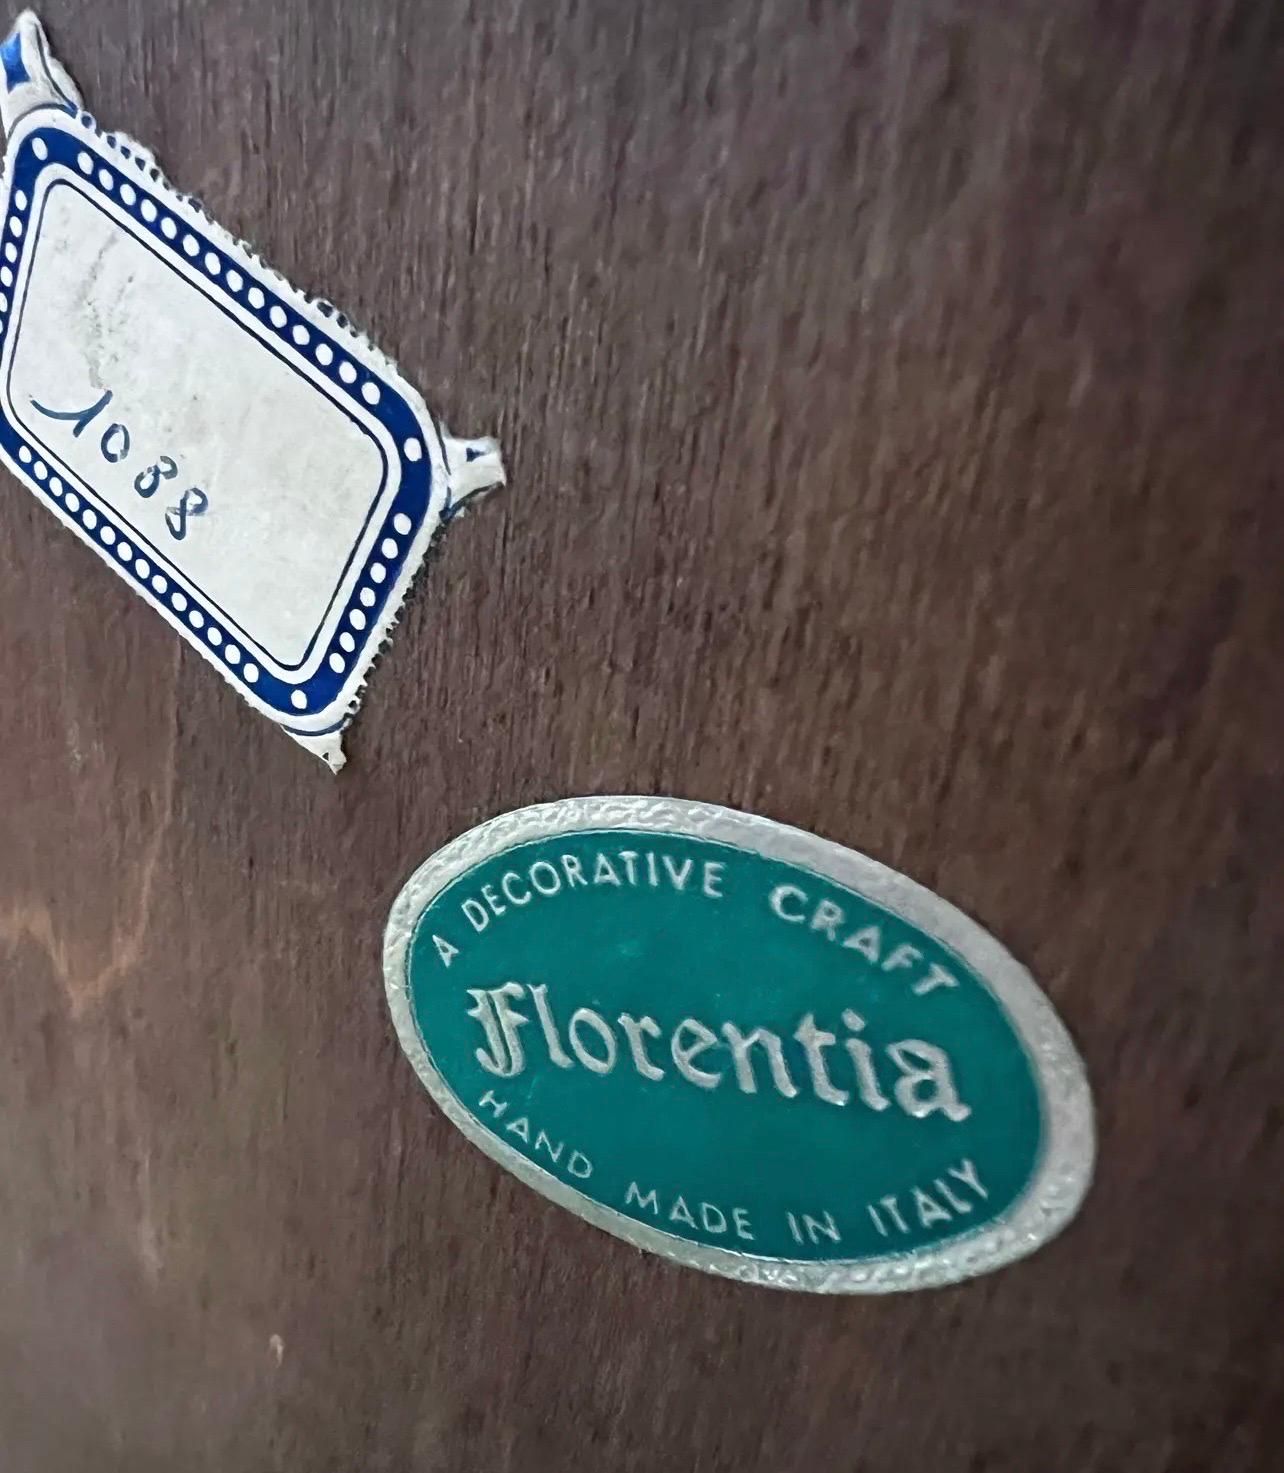 1088
A DECORATIVE CRAFT
Florentia
HAND MADE IN ITALY